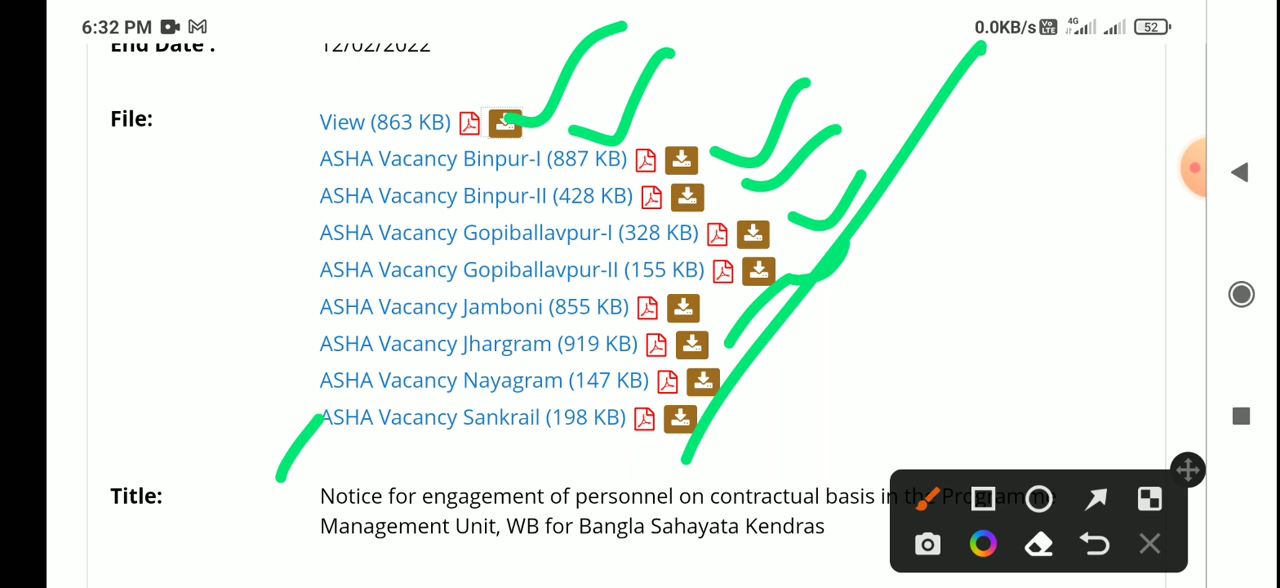 6:32 PM 0.0KB/s Vo LTE 4G 52
End Date : 12/02/2022
File: View (863 KB)
ASHA Vacancy Binpur-I (887 KB)
ASHA Vacancy Binpur-II (428 KB)
ASHA Vacancy Gopiballavpur-I (328 KB)
ASHA Vacancy Gopiballavpur-II (155 KB)
ASHA Vacancy Jamboni (855 KB)
ASHA Vacancy Jhargram (919 KB)
ASHA Vacancy Nayagram (147 KB)
ASHA Vacancy Sankrail (198 KB)
Title: Notice for engagement of personnel on contractual basis in the Programme
Management Unit, WB for Bangla Sahayata Kendras